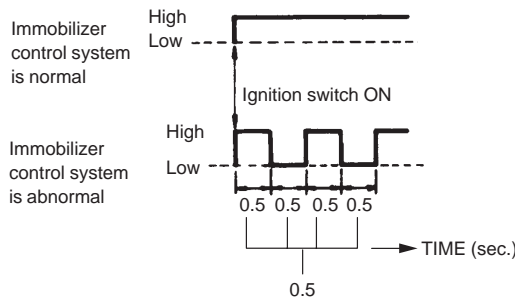 Immobilizer
control system
is normal
High
Low
Ignition switch ON
Immobilizer
control system
is abnormal
High
Low
0.5 0.5 0.5 0.5
TIME (sec.)
0.5